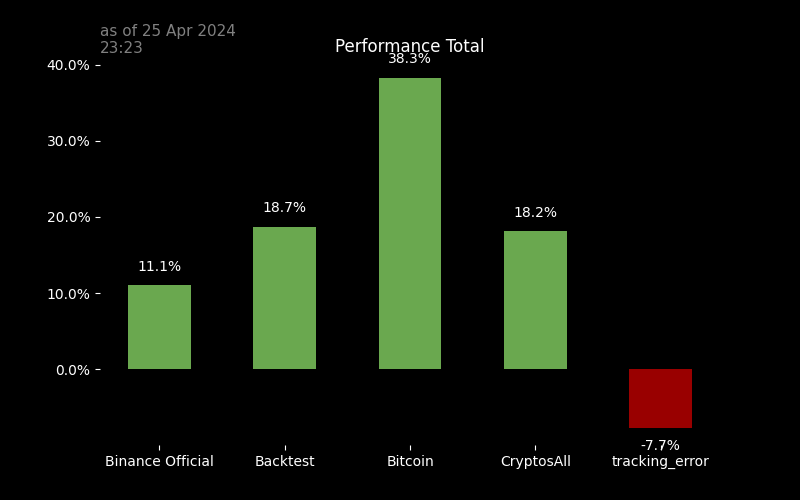 as of 25 Apr 2024
23:23
Performance Total
40.0%
30.0%
20.0%
10.0%
0.0%
11.1%
18.7%
38.3%
18.2%
-7.7%
Binance Official
Backtest
Bitcoin
CryptosAll
tracking_error